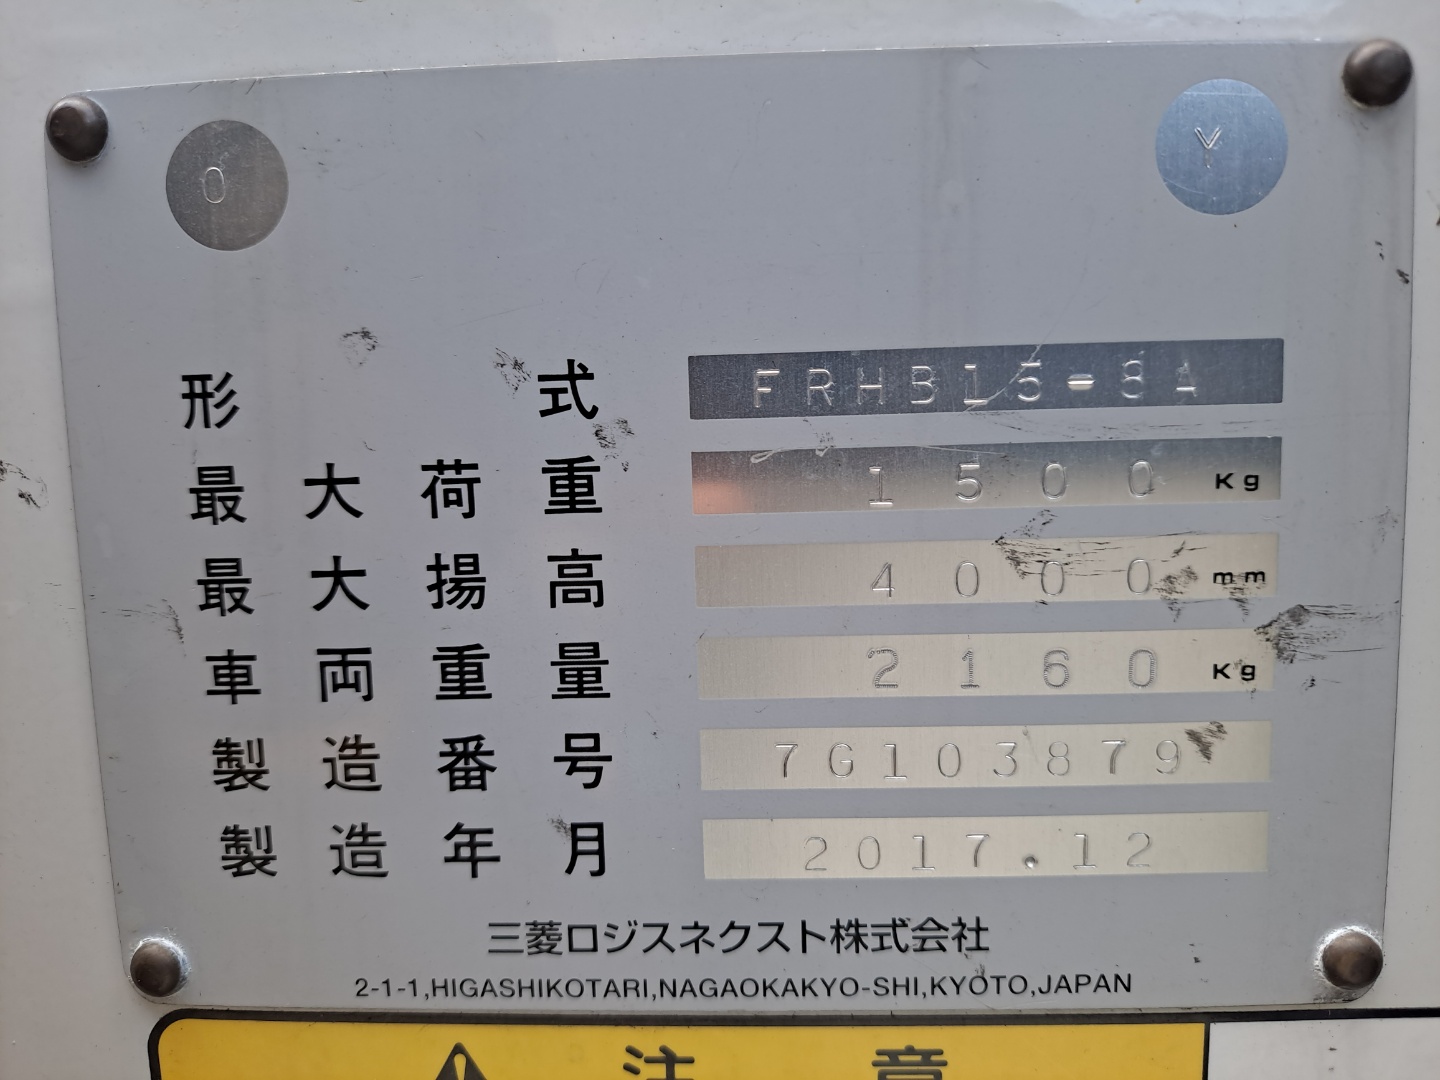 O Y
形式 FRHB15-8A
最大荷重 1500 Kg
最大揚高 4000 mm
車両重量 2160 Kg
製造番号 7G103879
製造年月 2017.12
三菱ロジスネクスト株式会社
2-1-1,HIGASHIKOTARI,NAGAOKAKYO-SHI,KYOTO,JAPAN
注意